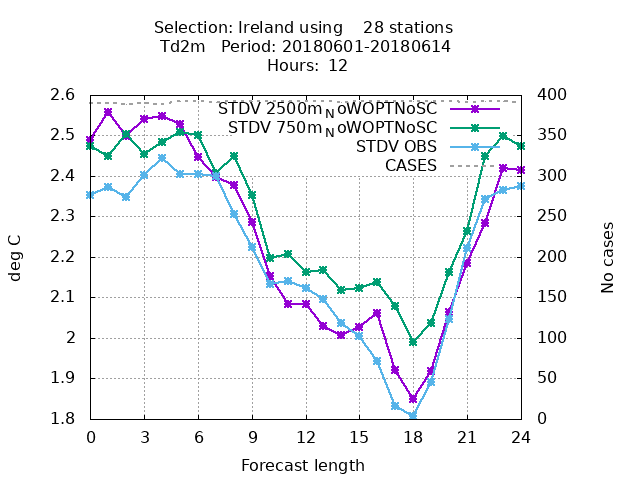 Selection: Ireland using    28 stations
Td2m   Period: 20180601-20180614
Hours: 12
2.6
2.5
2.4
2.3
2.2
2.1
2
1.9
1.8
400
350
300
250
200
150
100
50
0
STDV 2500m_NoWOPTNoSC
STDV 750m_NoWOPTNoSC
STDV OBS
CASES
deg C
No cases
0 3 6 9 12 15 18 21 24
Forecast length